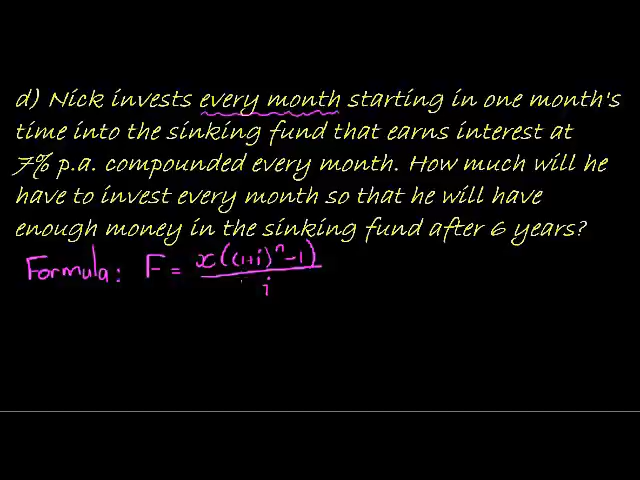 d) Nick invests every month starting in one month's
time into the sinking fund that earns interest at
7% p.a. compounded every month. How much will he
have to invest every month so that he will have
enough money in the sinking fund after 6 years?
Formula: F = x((1+i)^n -1)
i